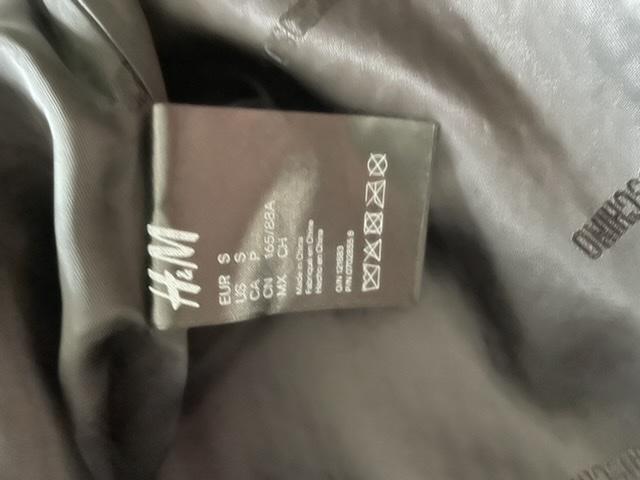 H&M
EUR S
US S
CA P
CN 165/88A
MX CH
Made in China
Fabriqué en Chine
Hecho en China